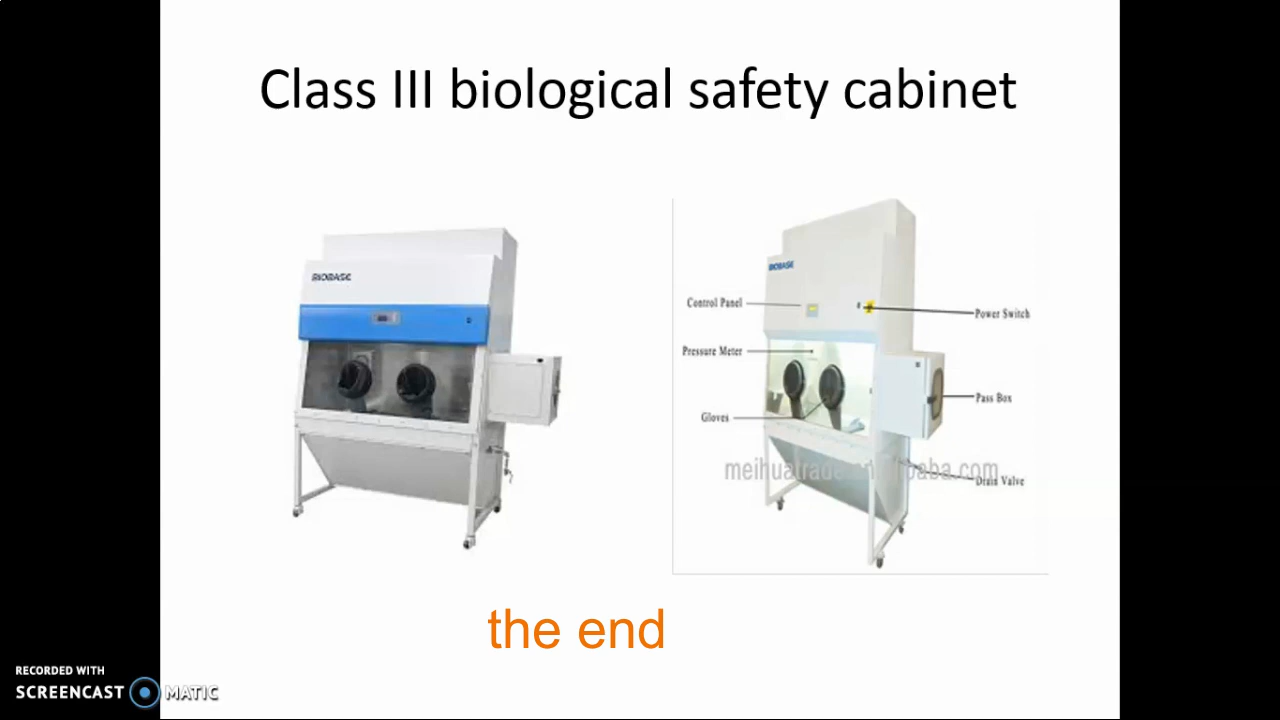 Class III biological safety cabinet
BIOBASE
BIOBASE
Control Panel
Power Switch
Pressure Meter
Pass Box
Gloves
Drain Valve
the end
RECORDED WITH
SCREENCAST MATIC